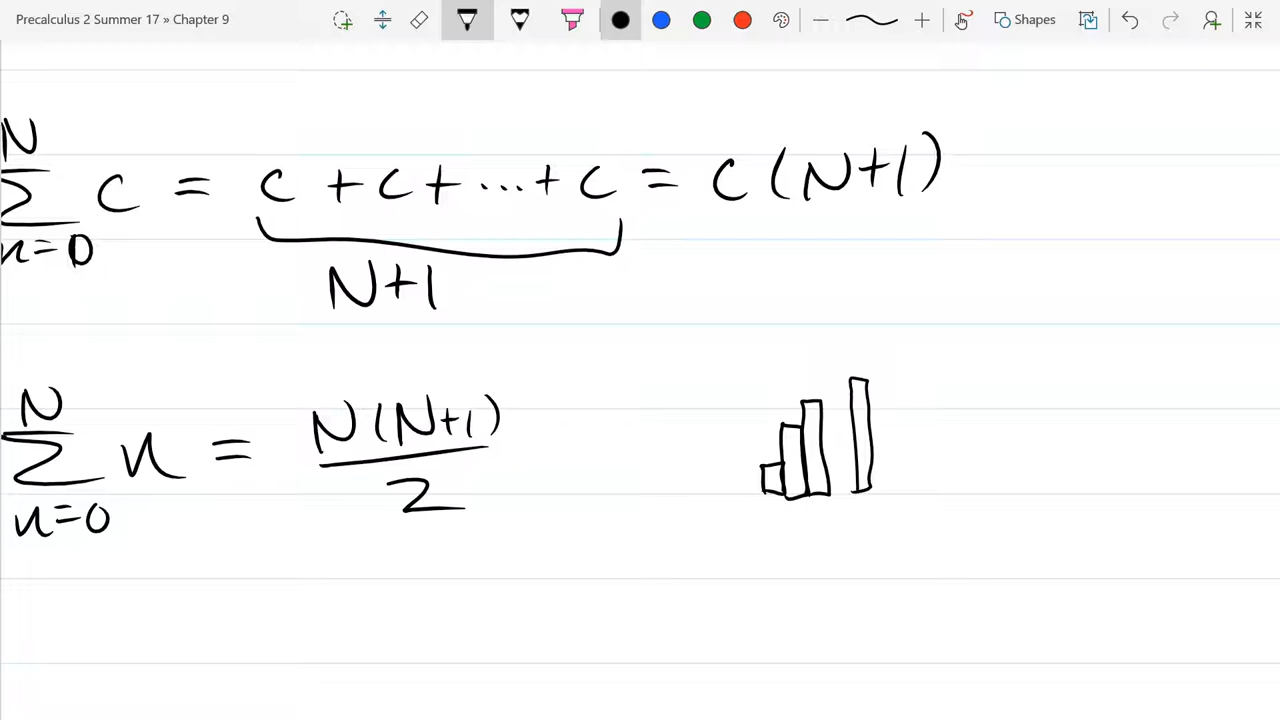 Precalculus 2 Summer 17 » Chapter 9
Shapes
N
∑ c = c + c + ... + c = c (N+1)
n=0
N+1
N
∑ n = N(N+1)/2
n=0